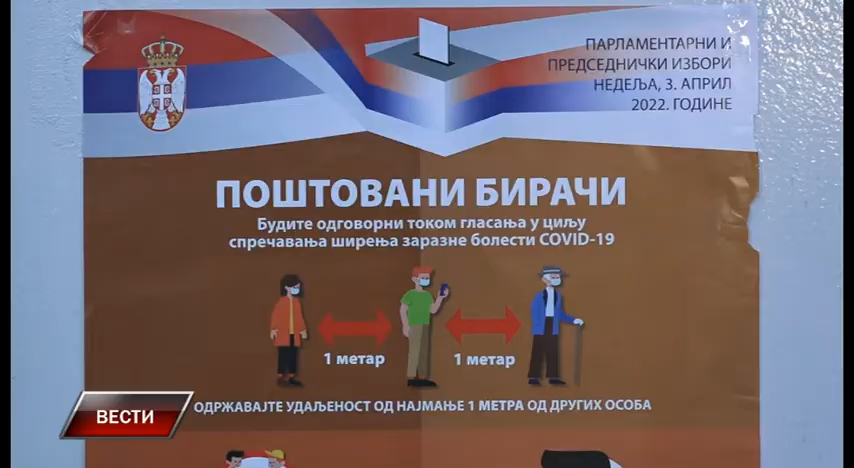 ПАРЛАМЕНТАРНИ И
ПРЕДСЕДНИЧКИ ИЗБОРИ
НЕДЕЉА, 3. АПРИЛ
2022. ГОДИНЕ
ПОШТОВАНИ БИРАЧИ
Будите одговорни током гласања у циљу
спречавања ширења заразне болести COVID-19
1 метар
1 метар
ОДРЖАВАЈТЕ УДАЉЕНОСТ ОД НАЈМАЊЕ 1 МЕТРА ОД ДРУГИХ ОСОБА
ВЕСТИ